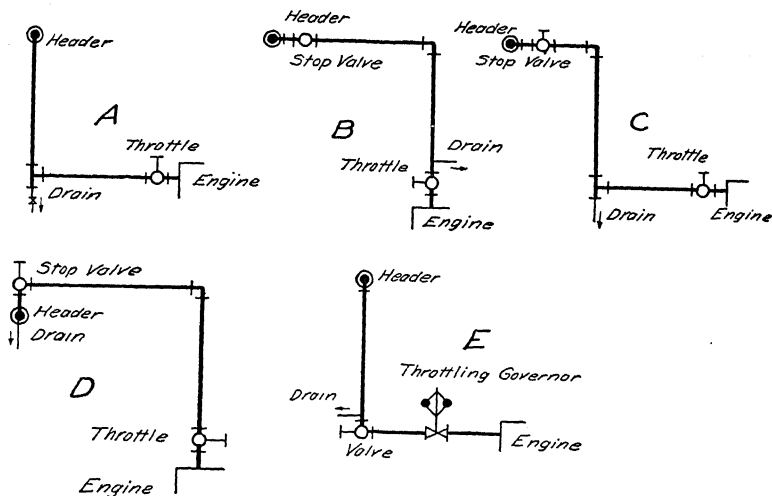 Header
A
Throttle
Engine
Drain
Header
Stop Valve
B
Drain
Throttle
Engine
Header
Stop Valve
C
Throttle
Drain
Engine
Stop Valve
Header
Drain
D
Throttle
Engine
Header
E
Throttling Governor
Drain
Valve
Engine